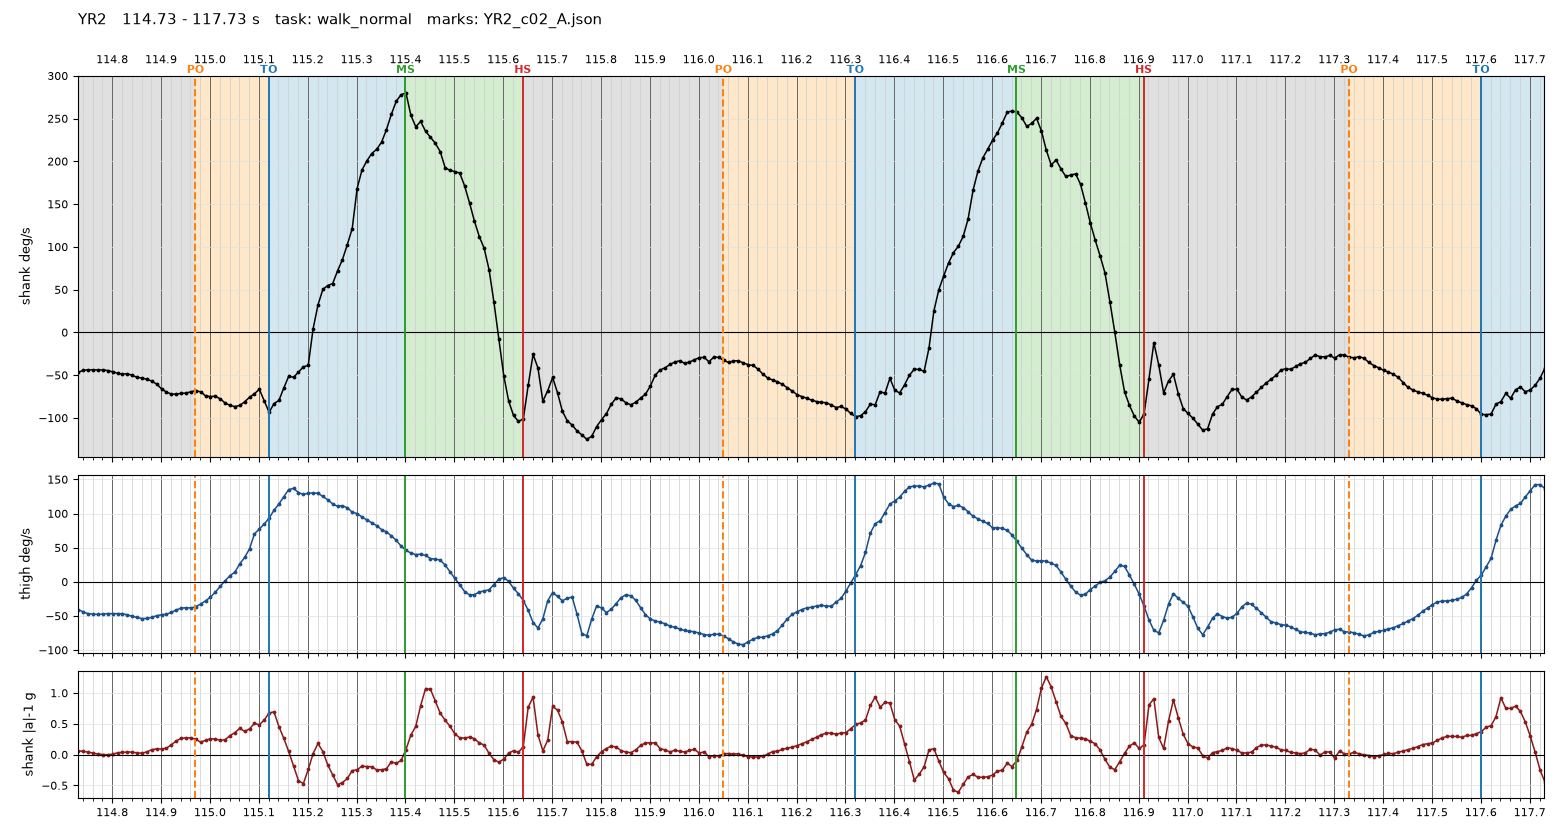 YR2   114.73 - 117.73 s   task: walk_normal   marks: YR2_c02_A.json
114.8 114.9 115.0 115.1 115.2 115.3 115.4 115.5 115.6 115.7 115.8 115.9 116.0 116.1 116.2 116.3 116.4 116.5 116.6 116.7 116.8 116.9 117.0 117.1 117.2 117.3 117.4 117.5 117.6 117.7
PO TO MS HS PO TO MS HS PO TO
300
250
200
150
100
50
0
−50
−100
shank deg/s
150
100
50
0
−50
−100
thigh deg/s
1.0
0.5
0.0
−0.5
shank |a|-1 g
114.8 114.9 115.0 115.1 115.2 115.3 115.4 115.5 115.6 115.7 115.8 115.9 116.0 116.1 116.2 116.3 116.4 116.5 116.6 116.7 116.8 116.9 117.0 117.1 117.2 117.3 117.4 117.5 117.6 117.7